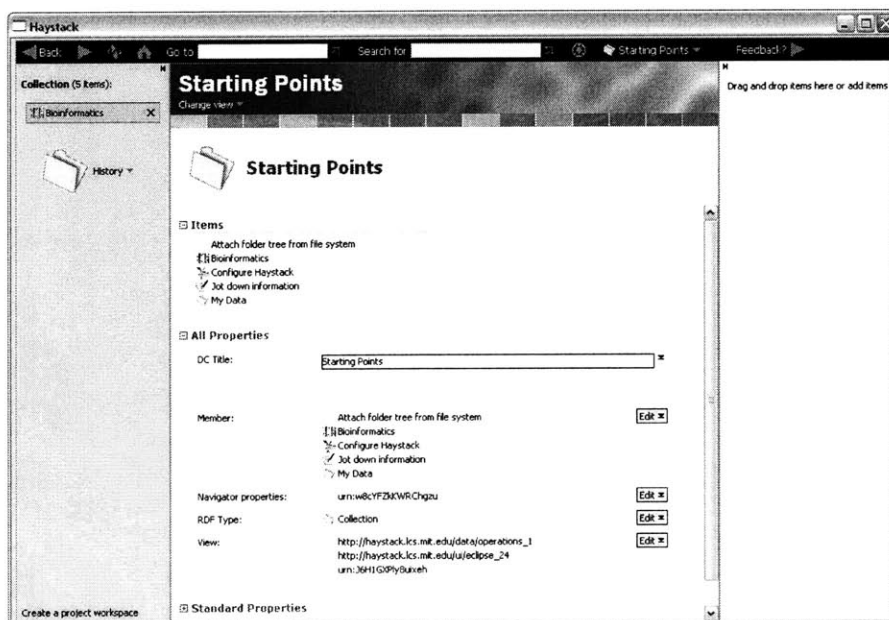 Haystack
Back
Go to
Search for
Starting Points
Feedback?
Collection (5 items):
Bioinformatics
History
Starting Points
Change view
Starting Points
Items
Attach folder tree from file system
Bioinformatics
Configure Haystack
Jot down information
My Data
All Properties
DC Title:
Starting Points
Member:
Attach folder tree from file system
Edit
Bioinformatics
Configure Haystack
Jot down information
My Data
Navigator properties:
Edit
RDF Type:
Collection
Edit
View:
http://haystack.lcs.mit.edu/data/operations_1
Edit
http://haystack.lcs.mit.edu/ui/eclipse_24
Standard Properties
Create a project workspace
Drag and drop items here or add items